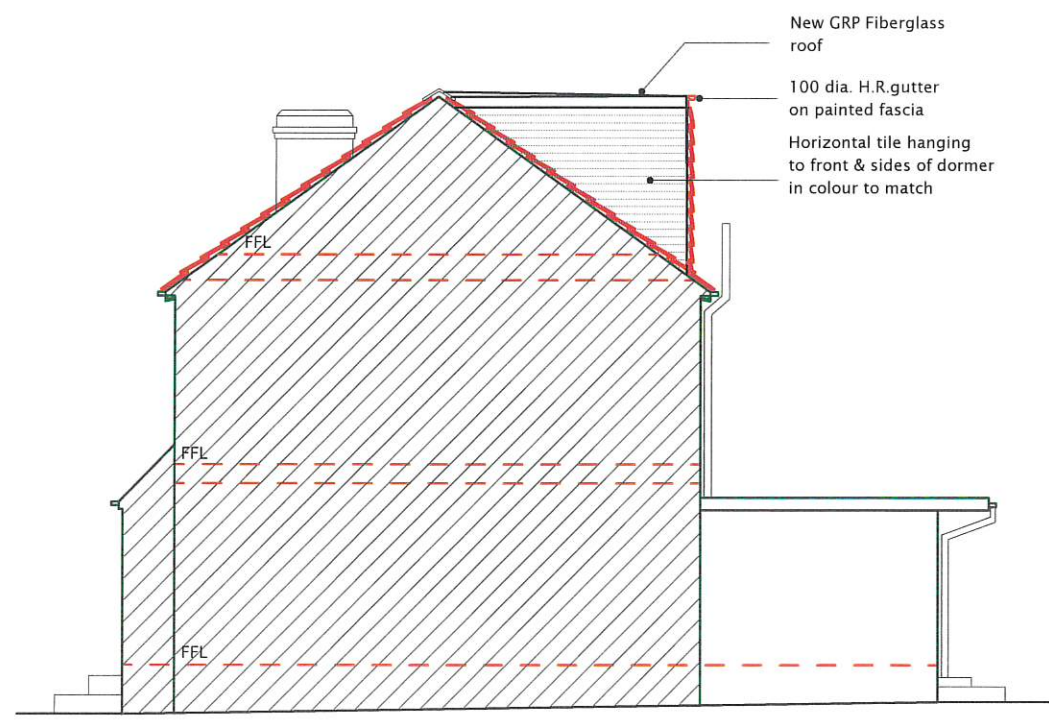 New GRP Fiberglass
roof
100 dia. H.R.gutter
on painted fascia
Horizontal tile hanging
to front & sides of dormer
in colour to match
FFL
FFL
FFL